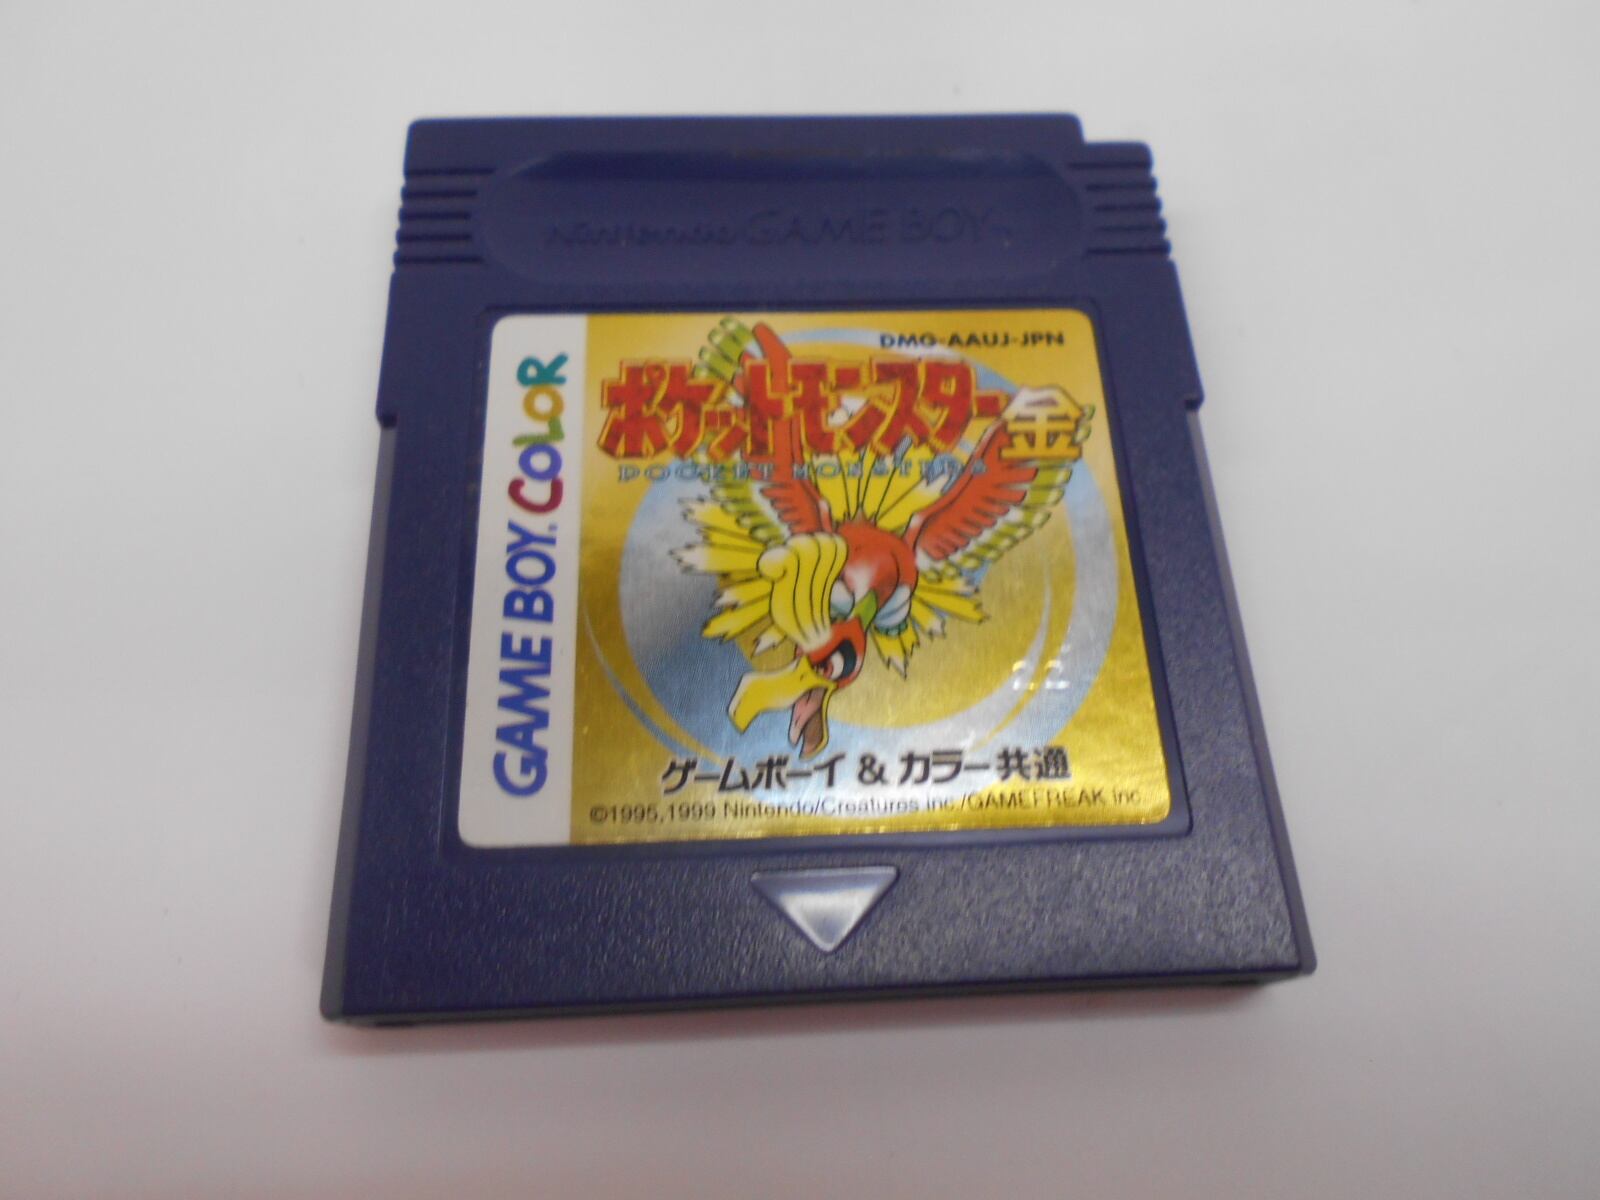 Nintendo GAME BOY™
GAME BOY COLOR
DMG-AAUJ-JPN
ポケットモンスター金
POCKET MONSTERS
ゲームボーイ & カラー共通
©1995,1999 Nintendo/Creatures inc./GAMEFREAK inc.